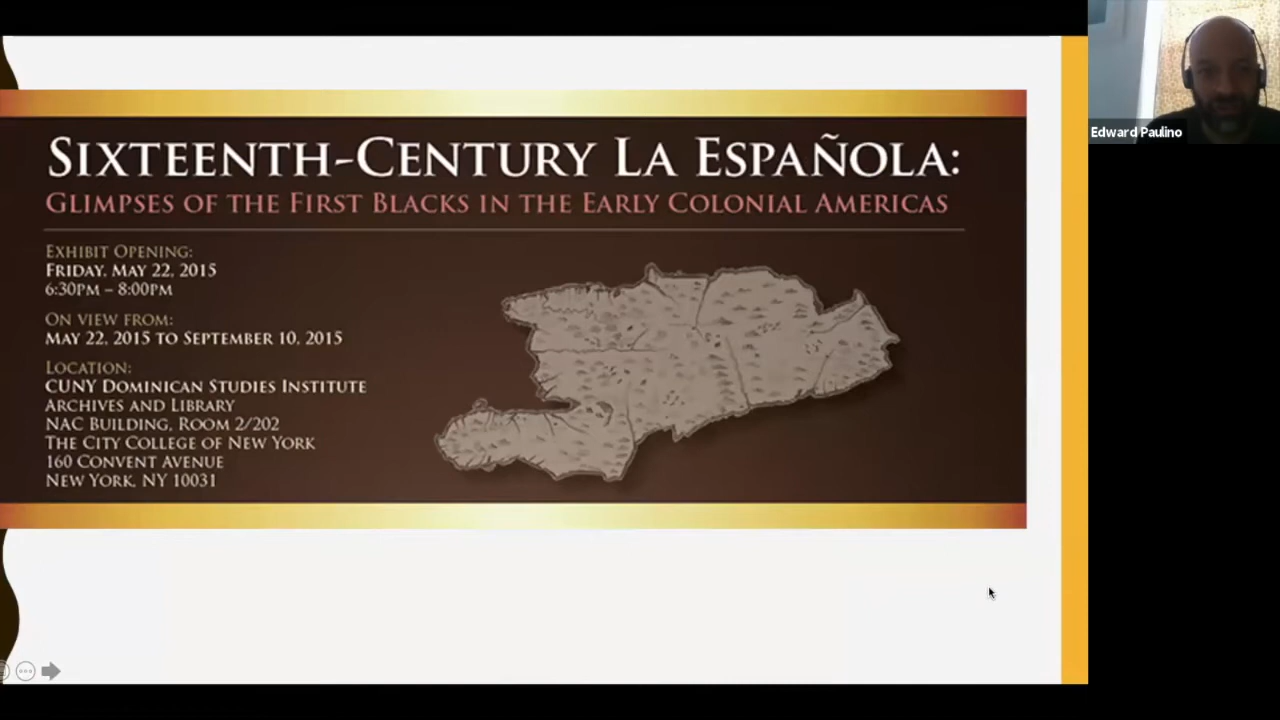 SIXTEENTH-CENTURY LA ESPAÑOLA:
GLIMPSES OF THE FIRST BLACKS IN THE EARLY COLONIAL AMERICAS
EXHIBIT OPENING:
FRIDAY, MAY 22, 2015
6:30PM – 8:00PM
ON VIEW FROM:
MAY 22, 2015 TO SEPTEMBER 10, 2015
LOCATION:
CUNY DOMINICAN STUDIES INSTITUTE
ARCHIVES AND LIBRARY
NAC BUILDING, ROOM 2/202
THE CITY COLLEGE OF NEW YORK
160 CONVENT AVENUE
NEW YORK, NY 10031
Edward Paulino